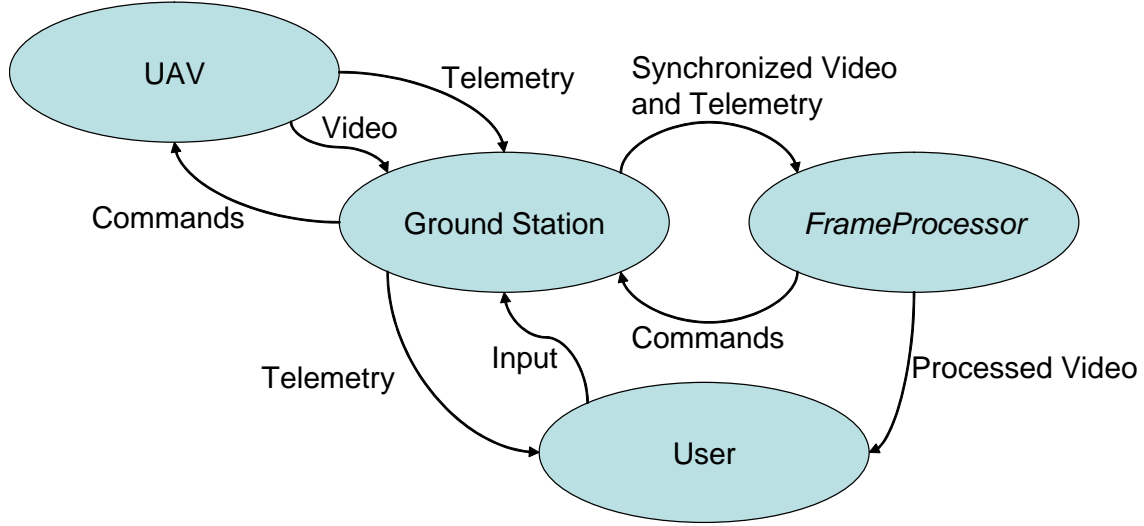 UAV
Telemetry
Synchronized Video
and Telemetry
Video
Commands
Ground Station
FrameProcessor
Commands
Input
Telemetry
Processed Video
User